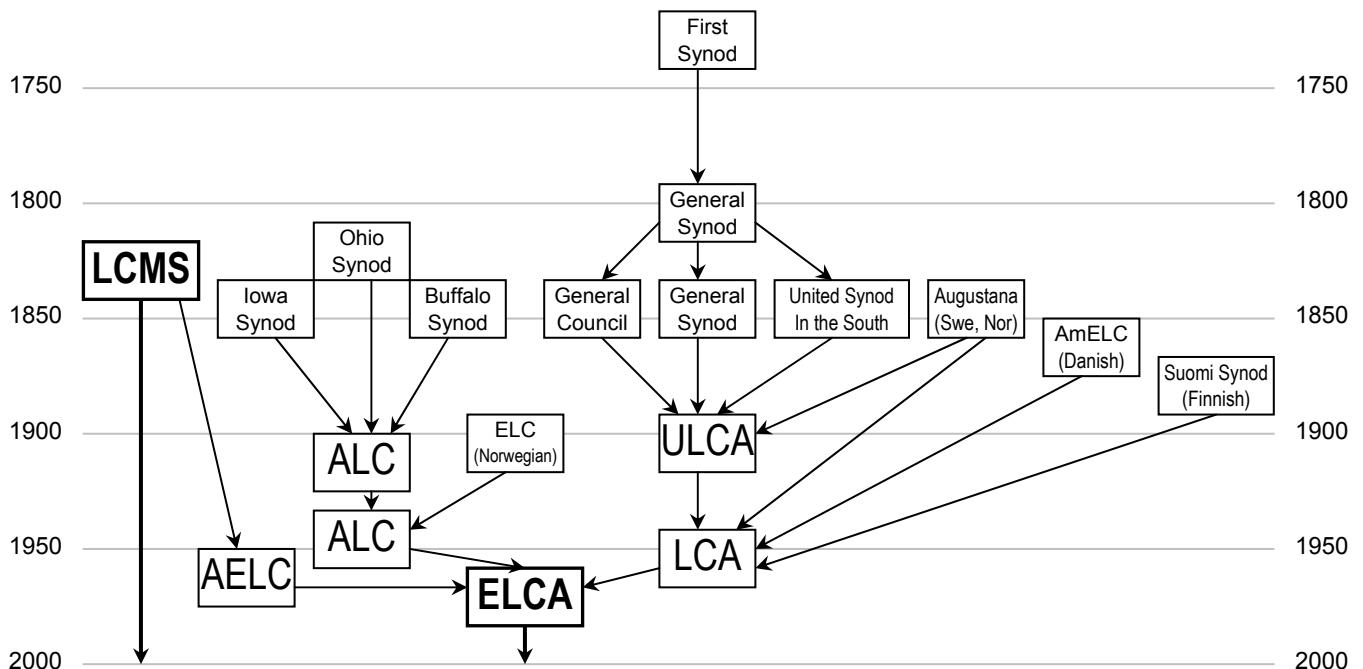 First
Synod
1750 1750
1800 1800
General
Synod
Ohio
Synod
LCMS
Iowa
Synod
Buffalo
Synod
General
Council
General
Synod
United Synod
In the South
Augustana
(Swe, Nor)
1850 1850
AmELC
(Danish)
Suomi Synod
(Finnish)
1900 1900
ALC
ELC
(Norwegian)
ULCA
ALC
1950 1950
LCA
AELC
ELCA
2000 2000